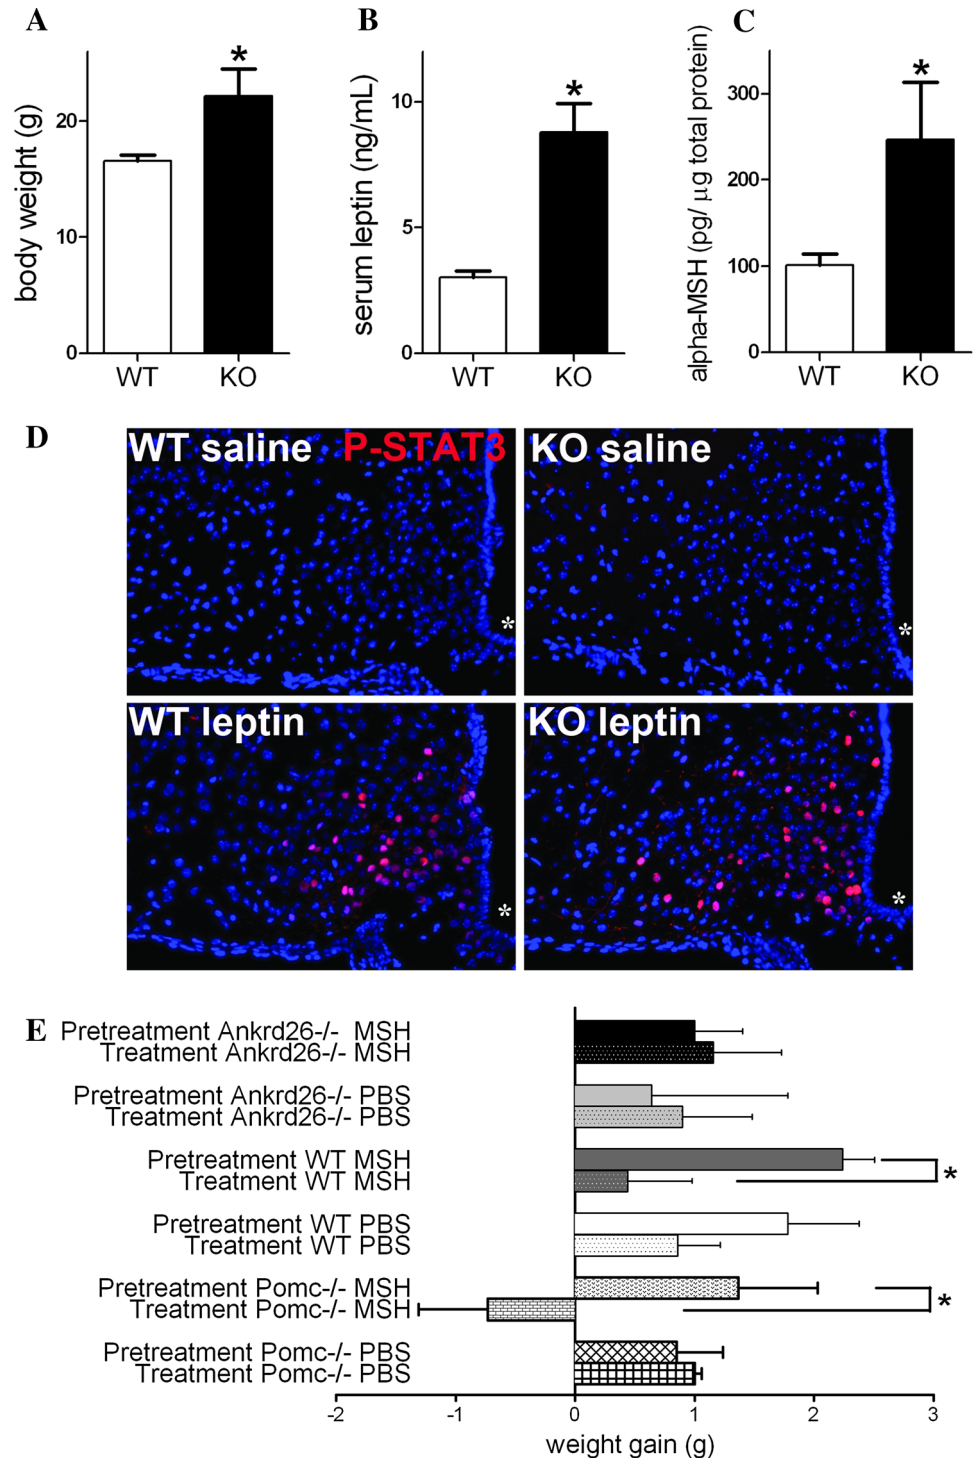 A
B
C
*
*
*
body weight (g)
20
10
0
WT
KO
serum leptin (ng/mL)
10
5
0
WT
KO
alpha-MSH (pg/ µg total protein)
300
200
100
0
WT
KO
D
WT saline P-STAT3
KO saline
*
*
WT leptin
KO leptin
*
*
E
Pretreatment Ankrd26-/- MSH
Treatment Ankrd26-/- MSH
Pretreatment Ankrd26-/- PBS
Treatment Ankrd26-/- PBS
Pretreatment WT MSH
Treatment WT MSH
*
Pretreatment WT PBS
Treatment WT PBS
Pretreatment Pomc-/- MSH
Treatment Pomc-/- MSH
*
Pretreatment Pomc-/- PBS
Treatment Pomc-/- PBS
-2 -1 0 1 2 3
weight gain (g)